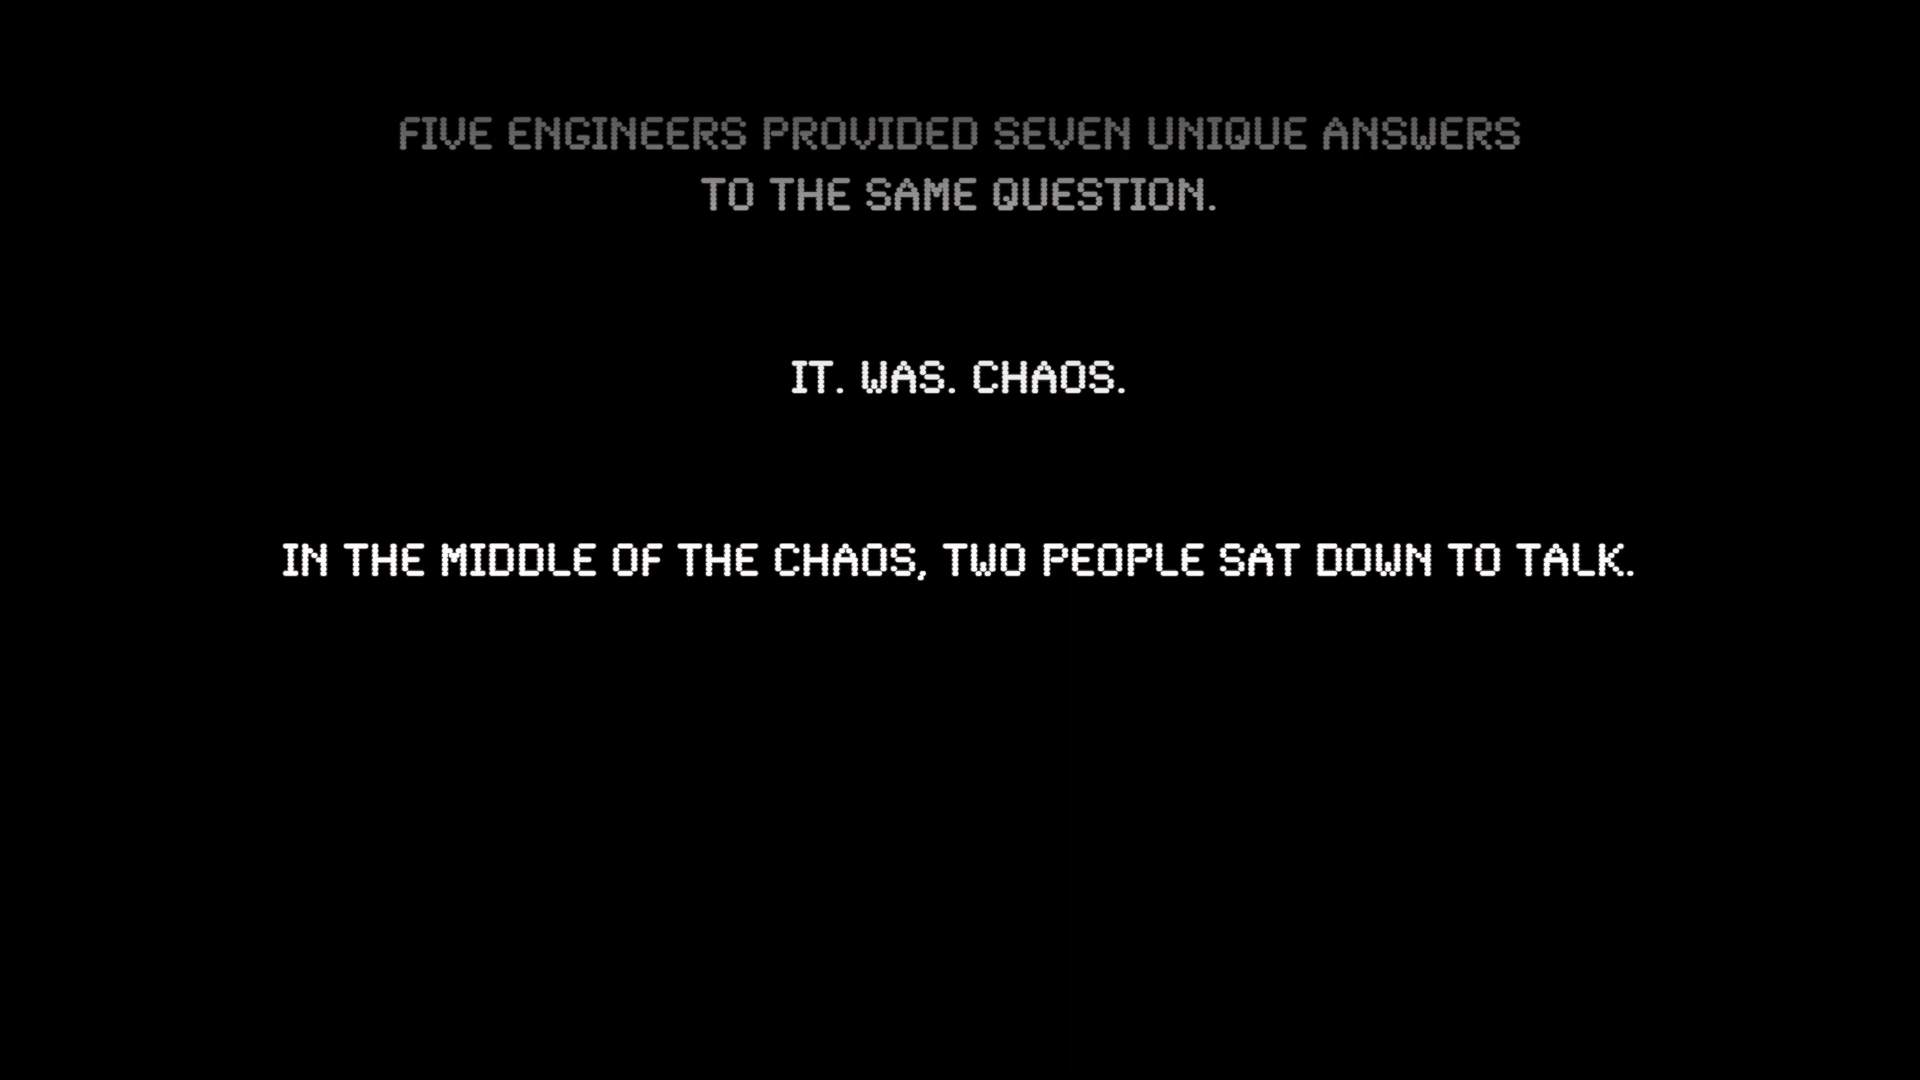 FIVE ENGINEERS PROVIDED SEVEN UNIQUE ANSWERS
TO THE SAME QUESTION.
IT. WAS. CHAOS.
IN THE MIDDLE OF THE CHAOS, TWO PEOPLE SAT DOWN TO TALK.